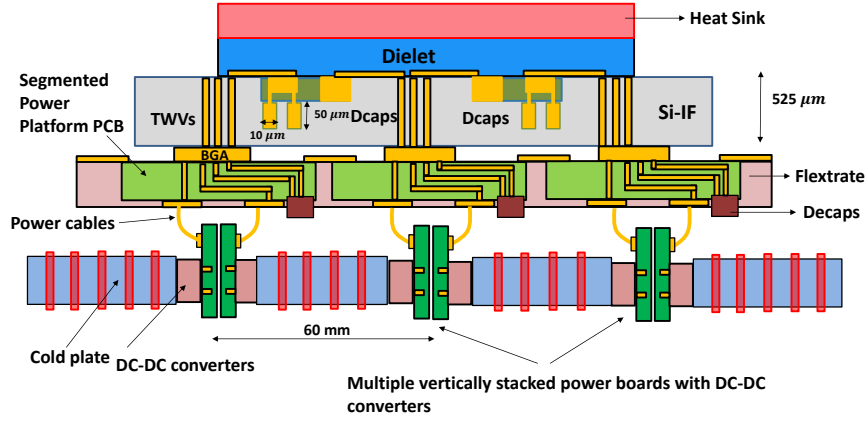 Heat Sink
Dielet
Segmented
Power
Platform PCB
TWVs
50 μm
10 μm
Dcaps
Dcaps
Si-IF
525 μm
BGA
Flextrate
Decaps
Power cables
60 mm
Cold plate
DC-DC converters
Multiple vertically stacked power boards with DC-DC
converters